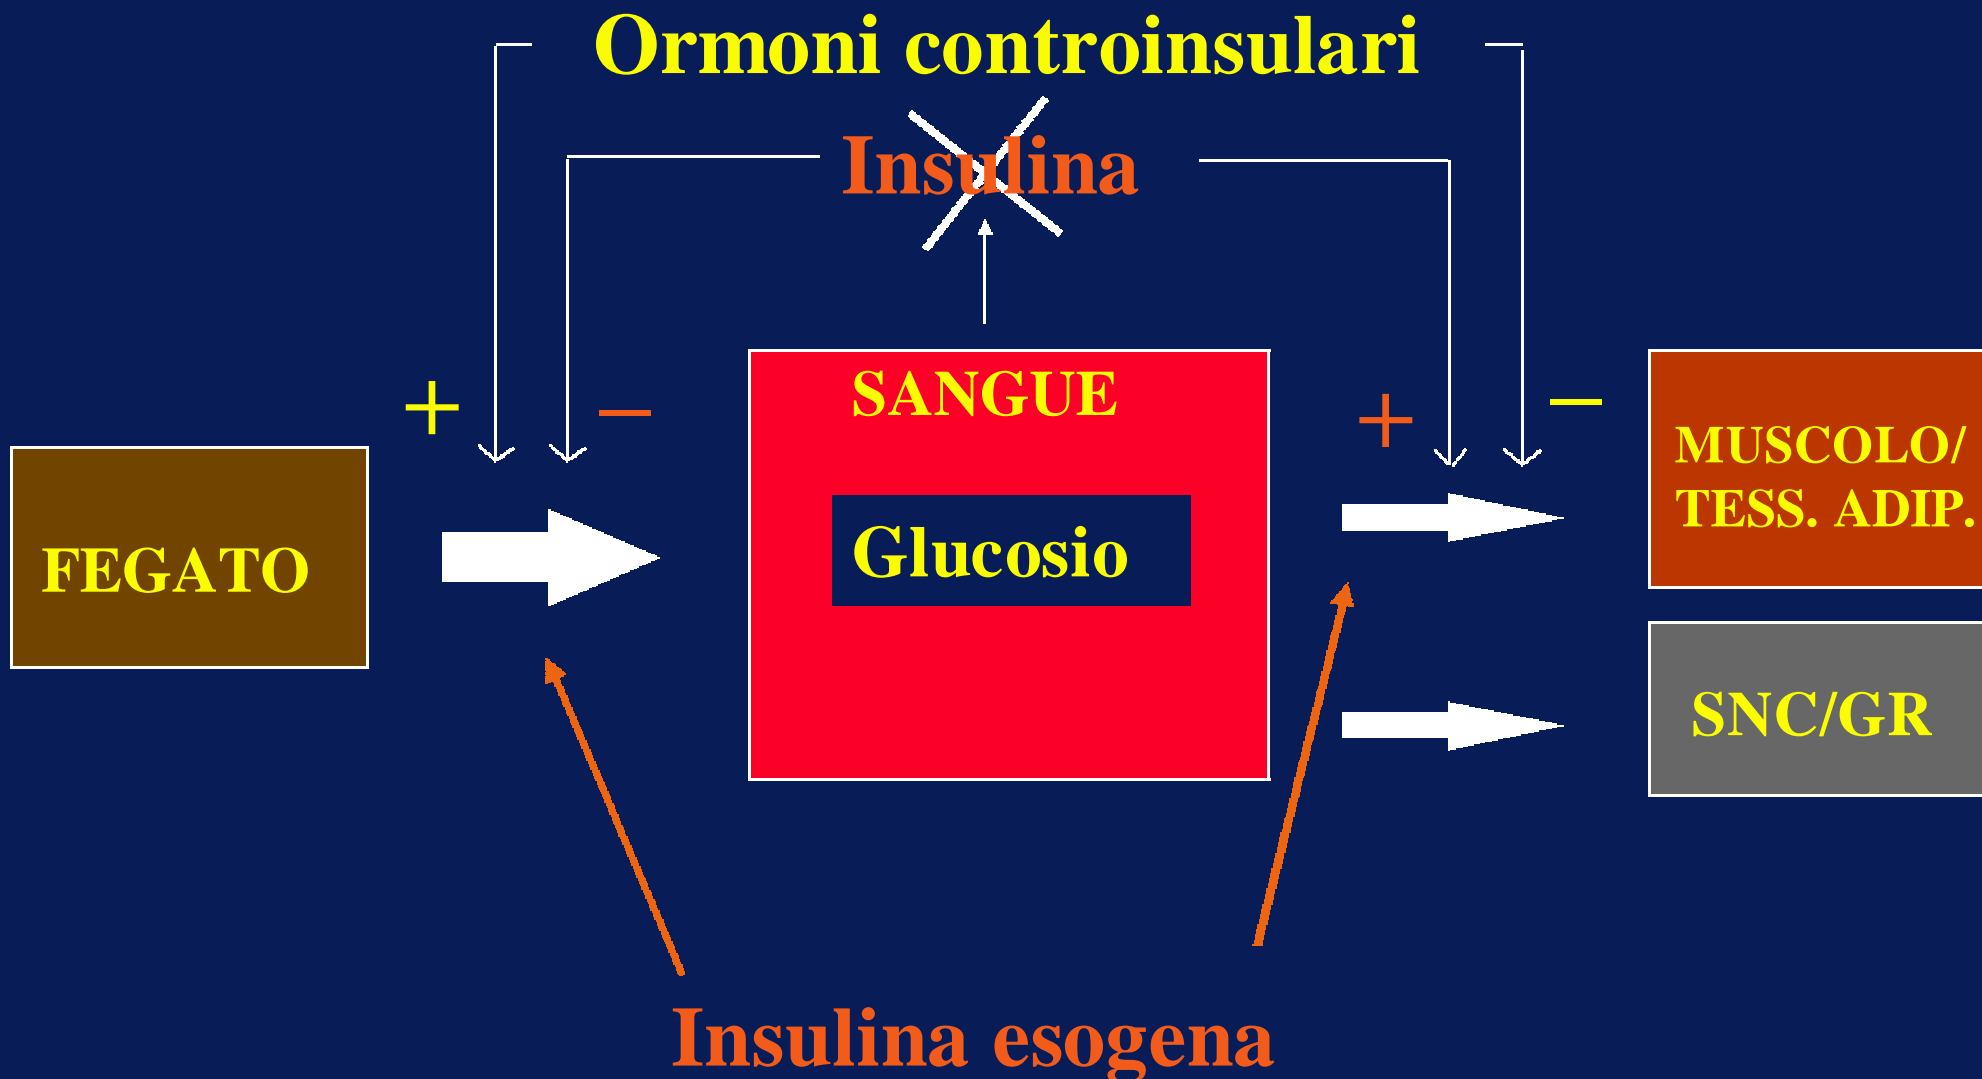 Ormoni controinsulari
Insulina
+
–
SANGUE
+
–
MUSCOLO/
TESS. ADIP.
FEGATO
Glucosio
SNC/GR
Insulina esogena